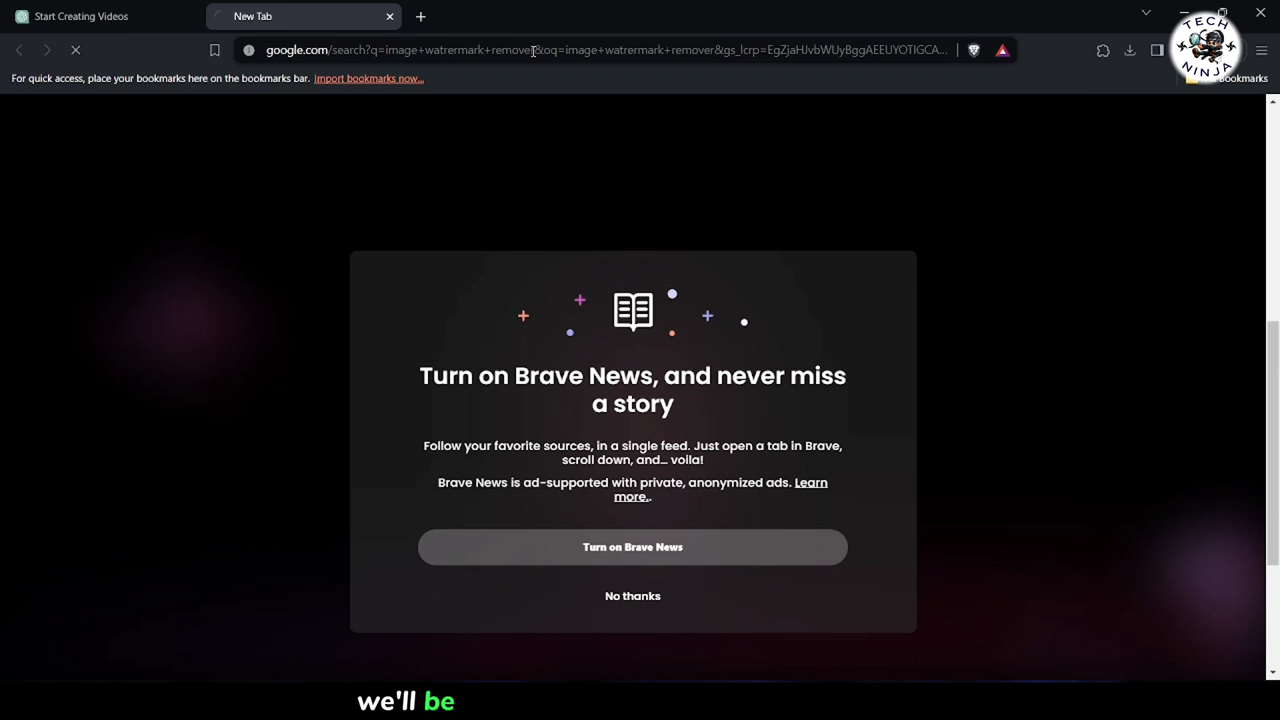 Start Creating Videos
New Tab
TECH
NINJA
google.com/search?q=image+watrermark+remover&oq=image+watrermark+remover&gs_lcrp=EgZjaHJvbWUyBggAEEUYOTIGCA...
For quick access, place your bookmarks here on the bookmarks bar. Import bookmarks now...
Bookmarks
Turn on Brave News, and never miss
a story
Follow your favorite sources, in a single feed. Just open a tab in Brave,
scroll down, and... voila!
Brave News is ad-supported with private, anonymized ads. Learn
more..
Turn on Brave News
No thanks
we'll be